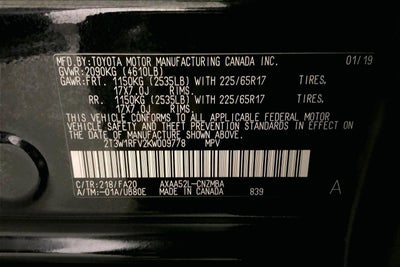 MFD.BY:TOYOTA MOTOR MANUFACTURING CANADA INC. 01/19
GVWR:2090KG (4610LB)
GAWR:FRT. 1150KG (2535LB) WITH 225/65R17 TIRES,
17X7.0J RIMS.
RR. 1150KG (2535LB) WITH 225/65R17 TIRES,
17X7.0J RIMS.
THIS VEHICLE CONFORMS TO ALL APPLICABLE FEDERAL MOTOR
VEHICLE SAFETY AND THEFT PREVENTION STANDARDS IN EFFECT ON
THE DATE OF MANUFACTURE SHOWN ABOVE.
2T3W1RFV2KW009778 MPV
C/TR:218/FA20 AXAA52L-CNZMBA A
A/TM:-01A/UB80E MADE IN CANADA 839